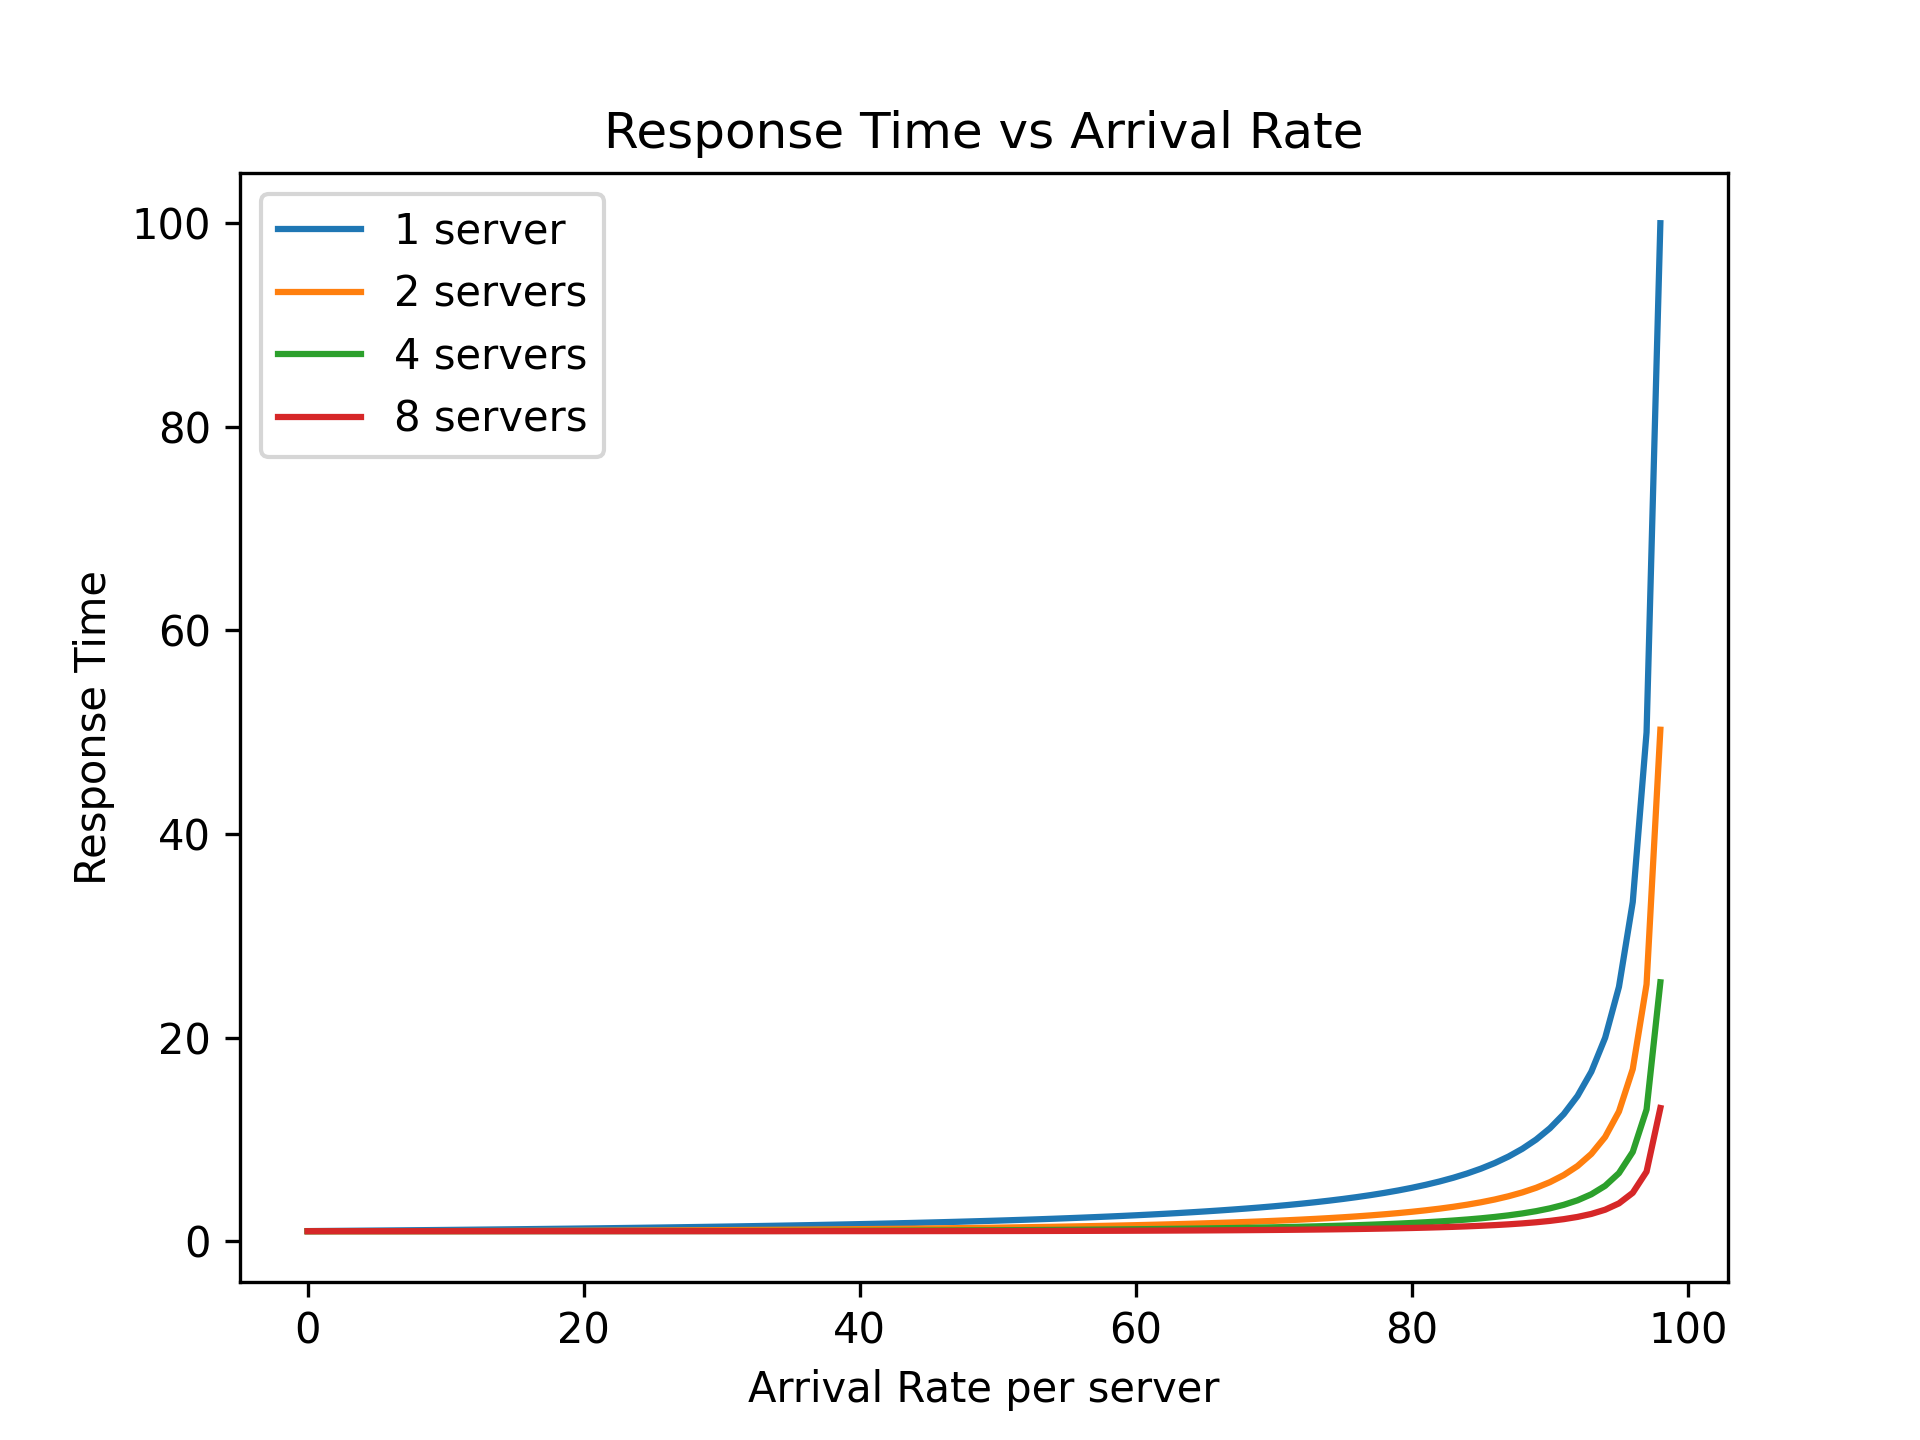 Response Time vs Arrival Rate
1 server
2 servers
4 servers
8 servers
100
80
60
40
20
0
Response Time
0 20 40 60 80 100
Arrival Rate per server